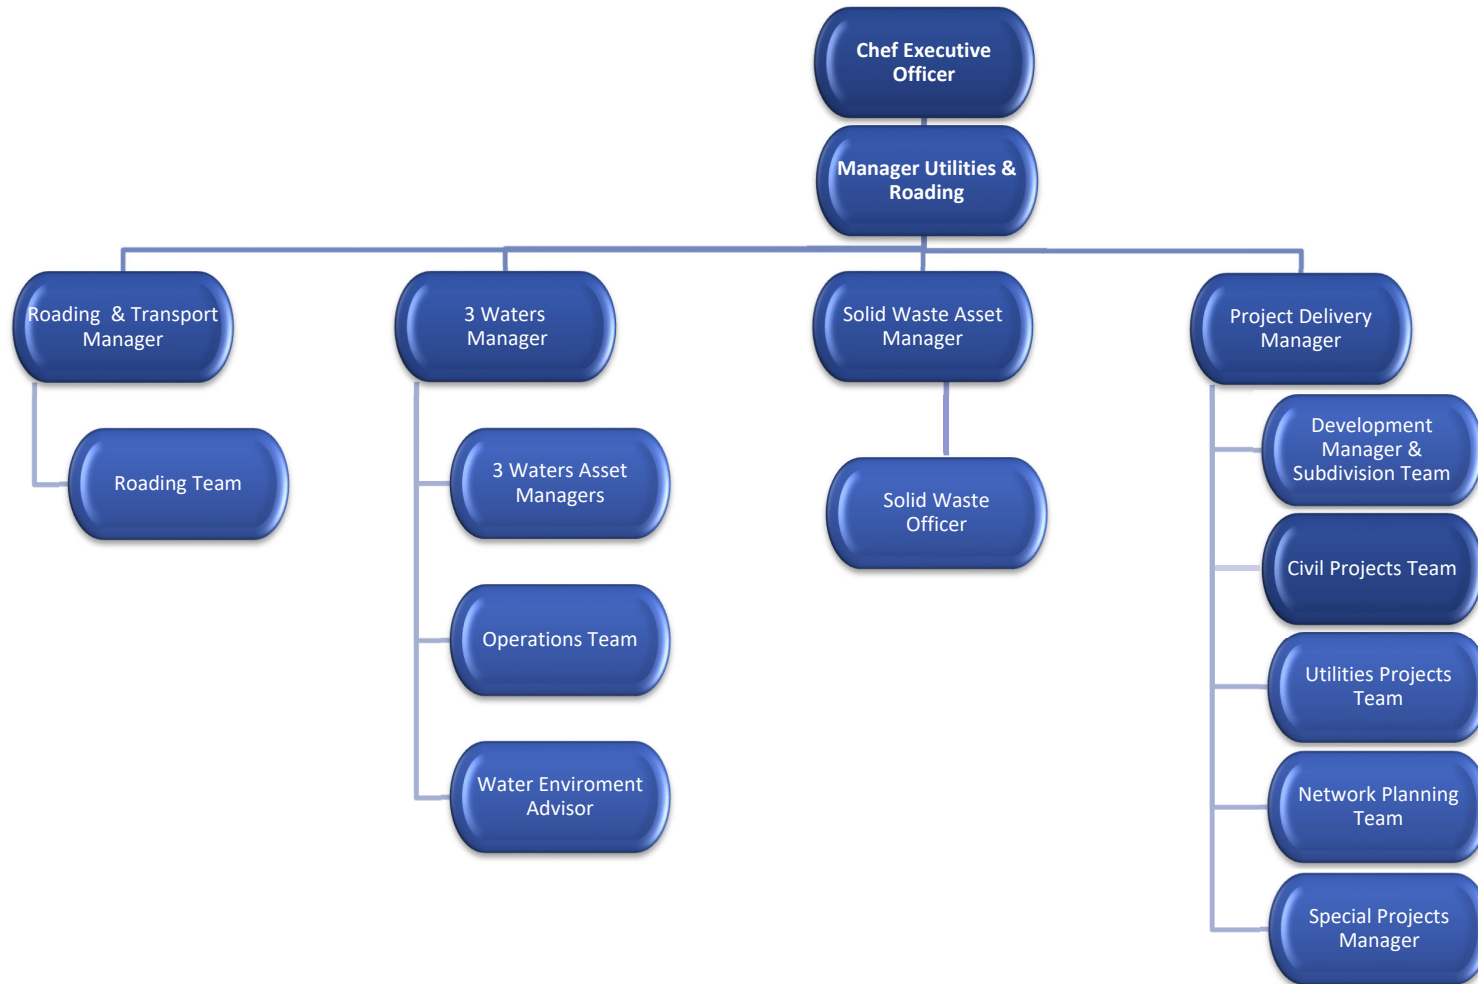 Chef Executive
Officer
Manager Utilities &
Roading
Roading & Transport
Manager
3 Waters
Manager
Solid Waste Asset
Manager
Project Delivery
Manager
Roading Team
3 Waters Asset
Managers
Operations Team
Water Enviroment
Advisor
Solid Waste
Officer
Development
Manager &
Subdivision Team
Civil Projects Team
Utilities Projects
Team
Network Planning
Team
Special Projects
Manager